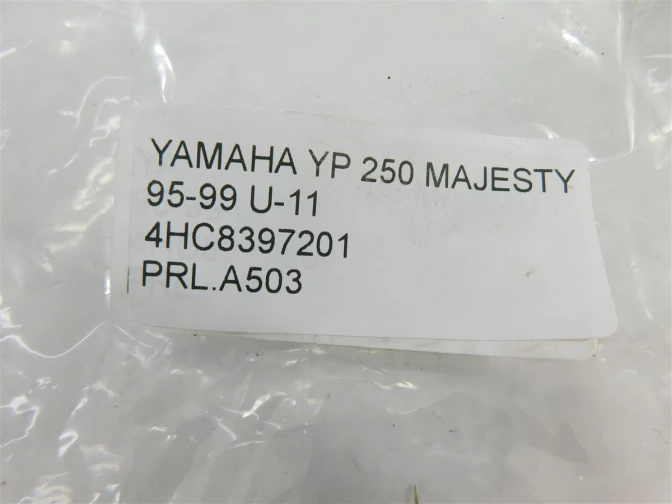 YAMAHA YP 250 MAJESTY
95-99 U-11
4HC8397201
PRL.A503